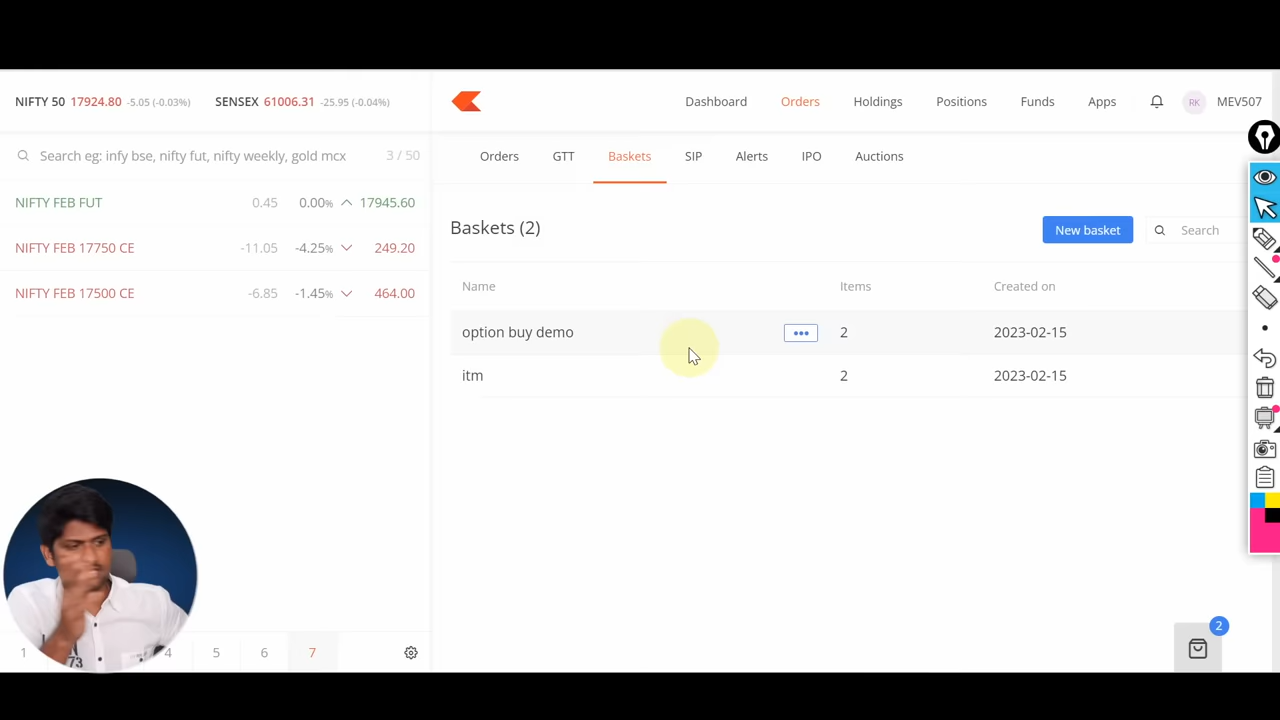 NIFTY 50 17924.80 -5.05 (-0.03%) SENSEX 61006.31 -25.95 (-0.04%)
Dashboard Orders Holdings Positions Funds Apps RK MEV507
Search eg: infy bse, nifty fut, nifty weekly, gold mcx 3 / 50
Orders GTT Baskets SIP Alerts IPO Auctions
NIFTY FEB FUT 0.45 0.00% 17945.60
NIFTY FEB 17750 CE -11.05 -4.25% 249.20
NIFTY FEB 17500 CE -6.85 -1.45% 464.00
Baskets (2) New basket Search
Name Items Created on
option buy demo 2 2023-02-15
itm 2 2023-02-15
73
1 4 5 6 7
2